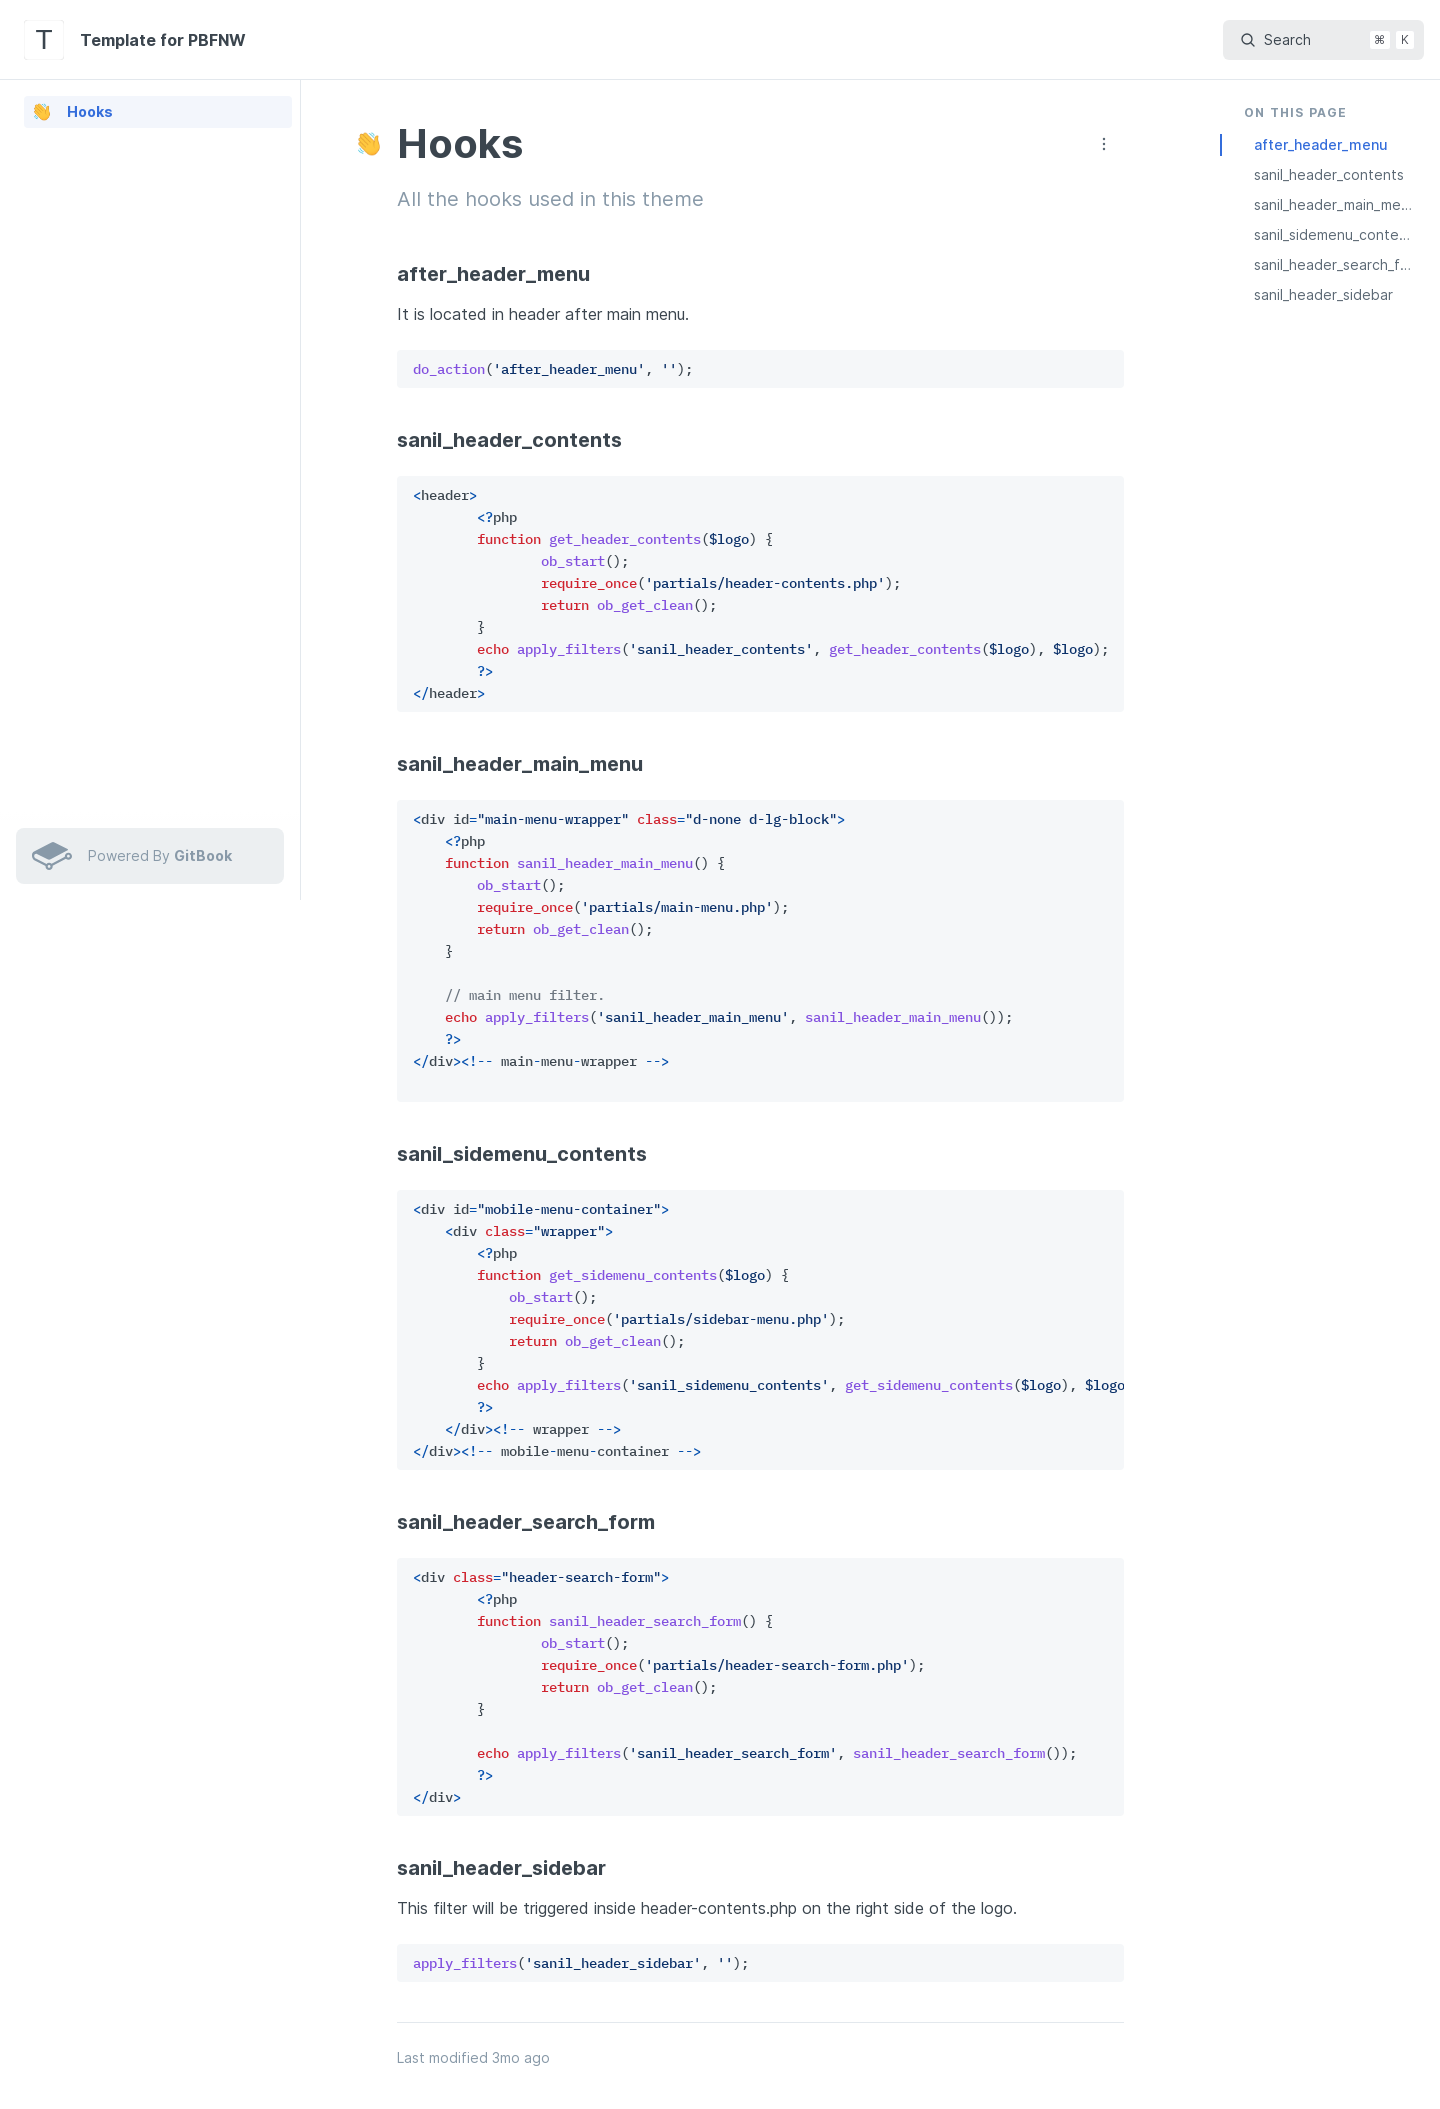 T
Template for PBFNW
Search
⌘ K
👋 Hooks
Powered By GitBook
👋 Hooks
All the hooks used in this theme
after_header_menu
It is located in header after main menu.
do_action('after_header_menu', '');
sanil_header_contents
<header>
        <?php
        function get_header_contents($logo) {
                ob_start();
                require_once('partials/header-contents.php');
                return ob_get_clean();
        }
        echo apply_filters('sanil_header_contents', get_header_contents($logo), $logo);
        ?>
</header>
sanil_header_main_menu
<div id="main-menu-wrapper" class="d-none d-lg-block">
    <?php
    function sanil_header_main_menu() {
        ob_start();
        require_once('partials/main-menu.php');
        return ob_get_clean();
    }

    // main menu filter.
    echo apply_filters('sanil_header_main_menu', sanil_header_main_menu());
    ?>
</div><!-- main-menu-wrapper -->
sanil_sidemenu_contents
<div id="mobile-menu-container">
    <div class="wrapper">
        <?php
        function get_sidemenu_contents($logo) {
            ob_start();
            require_once('partials/sidebar-menu.php');
            return ob_get_clean();
        }
        echo apply_filters('sanil_sidemenu_contents', get_sidemenu_contents($logo), $logo
        ?>
    </div><!-- wrapper -->
</div><!-- mobile-menu-container -->
sanil_header_search_form
<div class="header-search-form">
        <?php
        function sanil_header_search_form() {
                ob_start();
                require_once('partials/header-search-form.php');
                return ob_get_clean();
        }

        echo apply_filters('sanil_header_search_form', sanil_header_search_form());
        ?>
</div>
sanil_header_sidebar
This filter will be triggered inside header-contents.php on the right side of the logo.
apply_filters('sanil_header_sidebar', '');
Last modified 3mo ago
ON THIS PAGE
after_header_menu
sanil_header_contents
sanil_header_main_me...
sanil_sidemenu_conte...
sanil_header_search_f...
sanil_header_sidebar